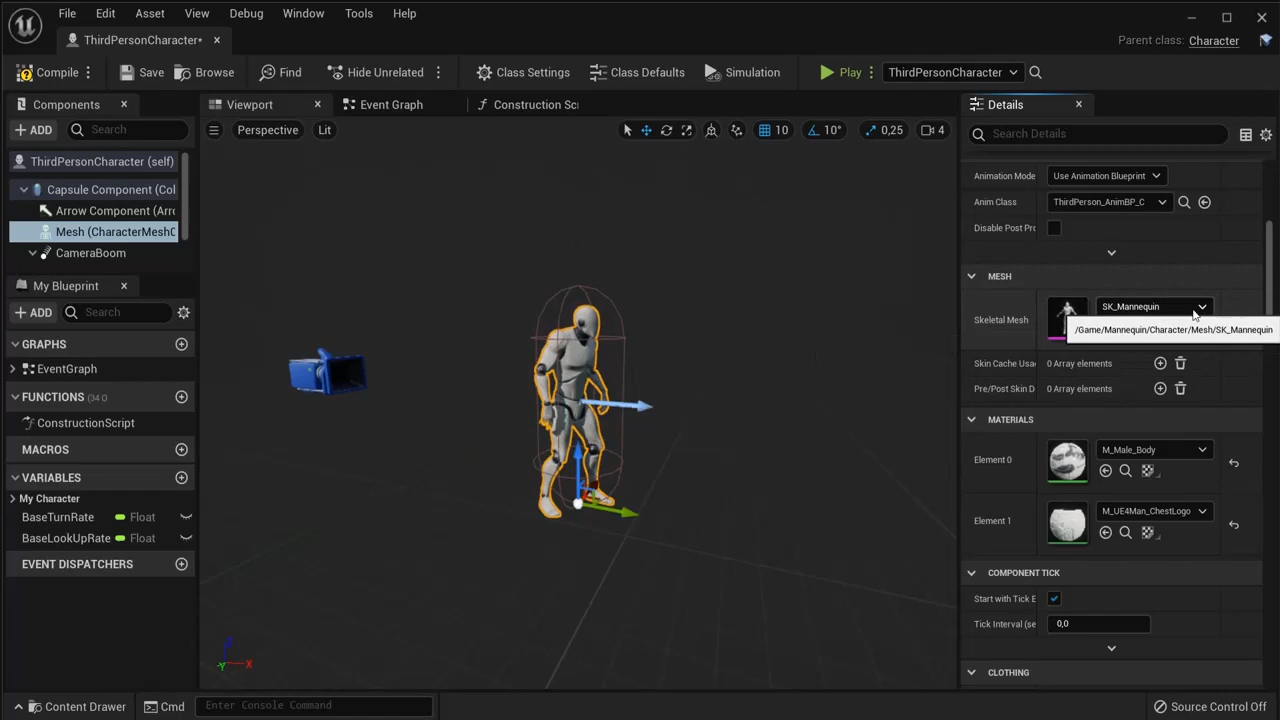 File Edit Asset View Debug Window Tools Help
ThirdPersonCharacter*
Parent class: Character
Compile Save Browse Find Hide Unrelated Class Settings Class Defaults Simulation Play ThirdPersonCharacter
Components Viewport Event Graph Construction Sc Details
ADD Search Perspective Lit 10 10° 0,25 4 Search Details
ThirdPersonCharacter (self)
Capsule Component (Col
Arrow Component (Arr
Mesh (CharacterMesh
CameraBoom
My Blueprint
ADD Search
GRAPHS
EventGraph
FUNCTIONS (34 O
ConstructionScript
MACROS
VARIABLES
My Character
BaseTurnRate Float
BaseLookUpRate Float
EVENT DISPATCHERS
Z X Y
Animation Mode Use Animation Blueprint
Anim Class ThirdPerson_AnimBP_C
Disable Post Pr
MESH
Skeletal Mesh SK_Mannequin
/Game/Mannequin/Character/Mesh/SK_Mannequin
Skin Cache Usa 0 Array elements
Pre/Post Skin D 0 Array elements
MATERIALS
Element 0 M_Male_Body
Element 1 M_UE4Man_ChestLogo
COMPONENT TICK
Start with Tick E
Tick Interval (se 0,0
CLOTHING
Content Drawer Cmd Enter Console Command Source Control Off